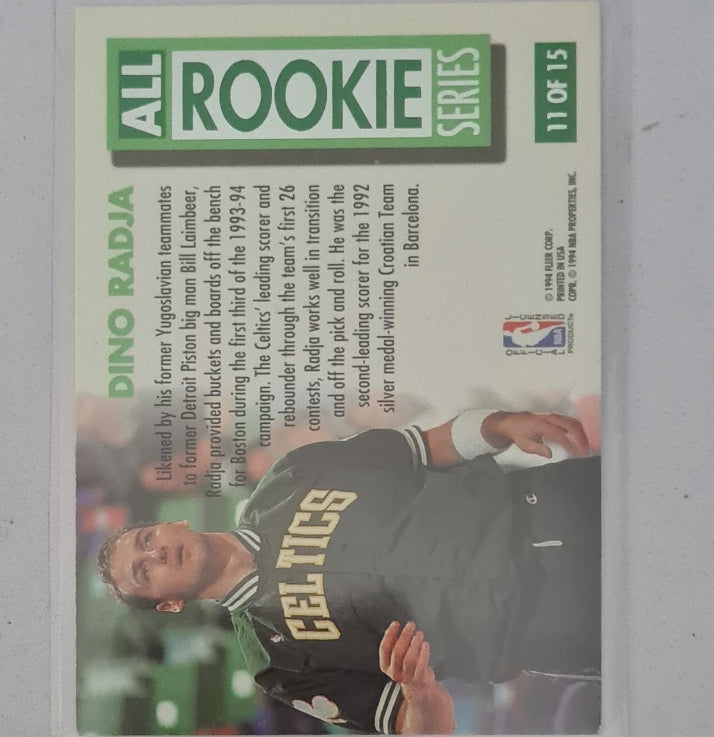 ALL
ROOKIE
SERIES
11 OF 15
DINO RADJA
Likened by his former Yugoslavian teammates
to former Detroit Piston big man Bill Laimbeer,
Radja provided buckets and boards off the bench
for Boston during the first third of the 1993-94
campaign. The Celtics' leading scorer and
rebounder through the team's first 26
contests, Radja works well in transition
and off the pick and roll. He was the
second-leading scorer for the 1992
silver medal-winning Croatian Team
in Barcelona.
OFFICIAL
LICENSED
NBA
PRODUCT®
© 1994 FLEER CORP.
PRINTED IN USA
COPR. © 1994 NBA PROPERTIES, INC.
CELTICS